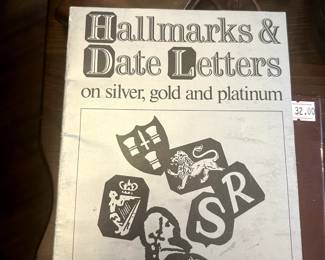 Hallmarks &
Date Letters
on silver, gold and platinum
32.00
SR